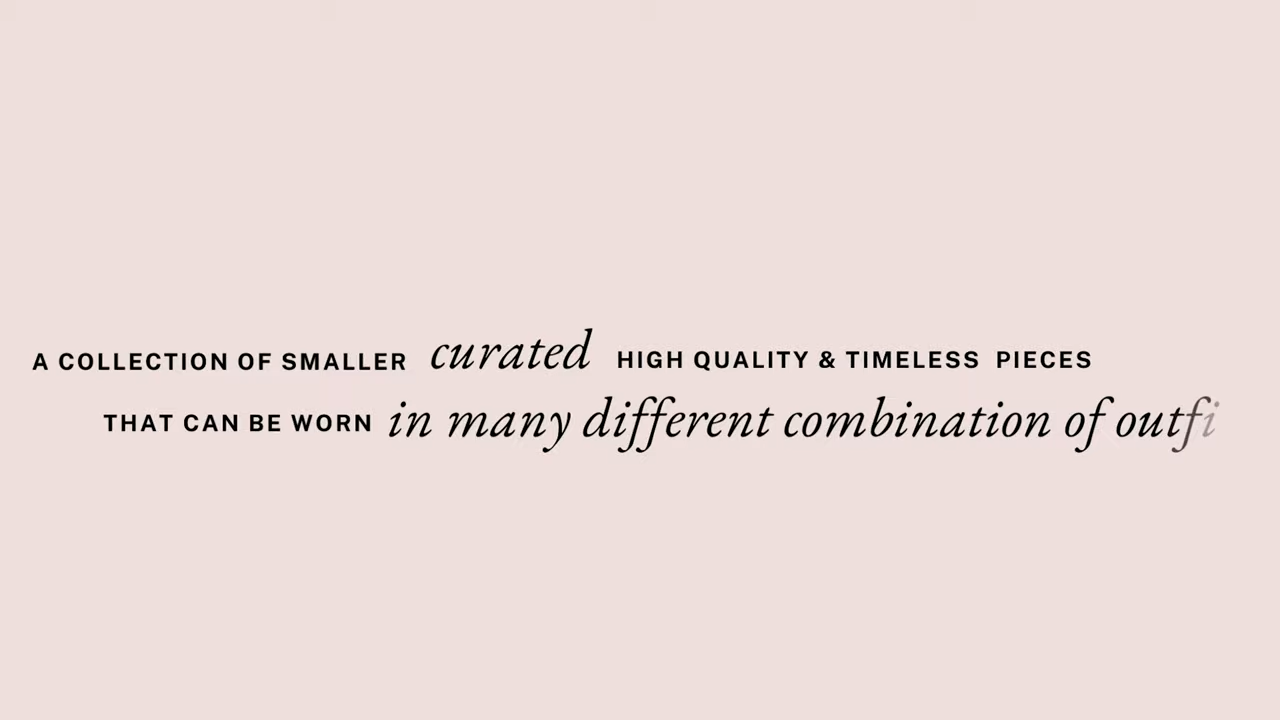 A COLLECTION OF SMALLER curated HIGH QUALITY & TIMELESS PIECES
THAT CAN BE WORN in many different combination of outfi